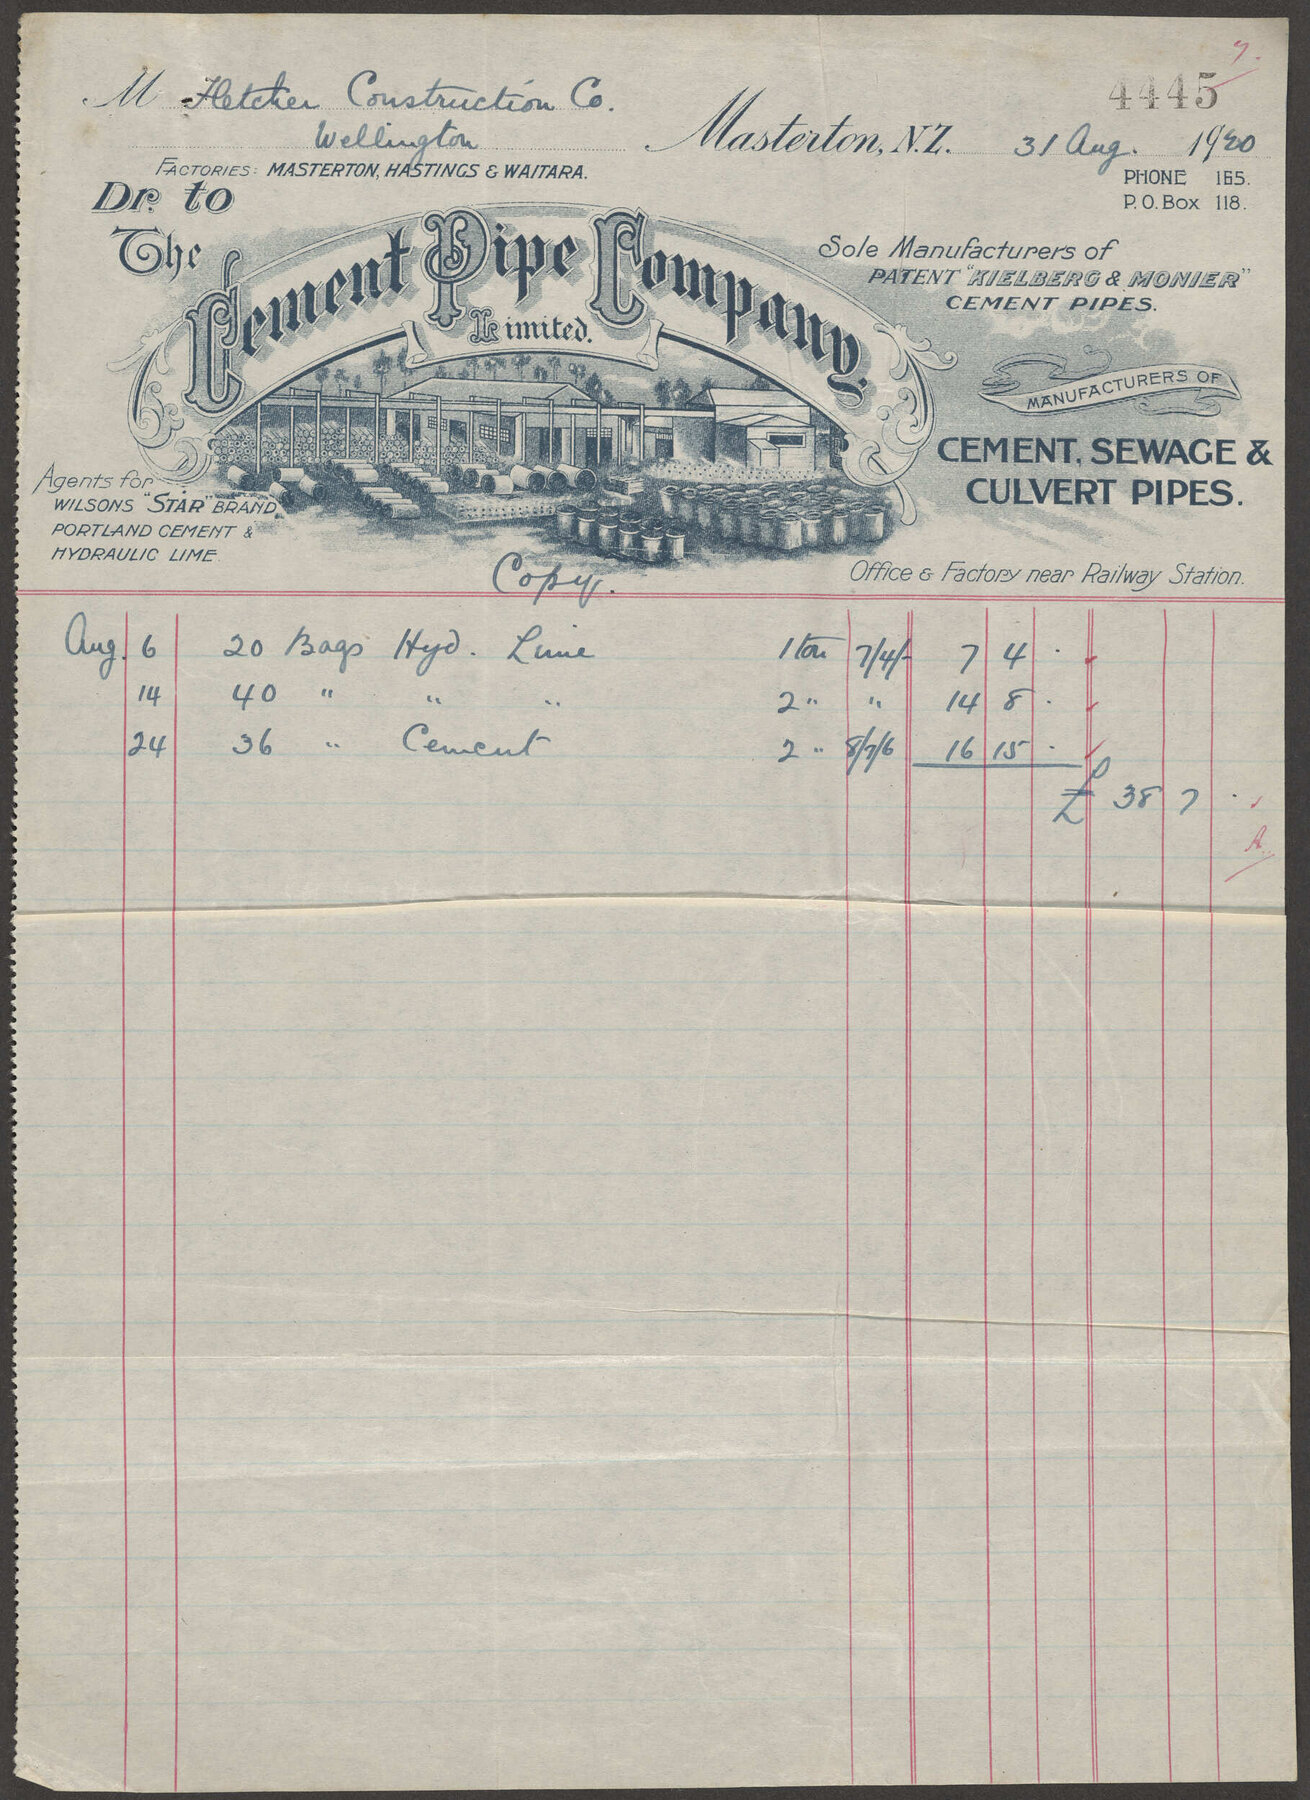 7.
4445
M Fletcher Construction Co.
Wellington
Masterton, N.Z. 31 Aug. 1920
FACTORIES: MASTERTON, HASTINGS & WAITARA.
PHONE 165.
P.O. Box 118.
Dr. to
The Cement Pipe Company,
Limited.
Sole Manufacturers of
PATENT "KIELBERG & MONIER"
CEMENT PIPES.
MANUFACTURERS OF
CEMENT, SEWAGE &
CULVERT PIPES.
Agents for
WILSONS "STAR" BRAND
PORTLAND CEMENT &
HYDRAULIC LIME.
Office & Factory near Railway Station.
Copy.
Aug. 6 20 Bags Hyd. Lime 1 ton 7/4/- 7 4 ·
14 40 " " " 2 " " 14 8 ·
24 36 " Cement 2 " 8/7/6 16 15 ·
£ 38 7 ·